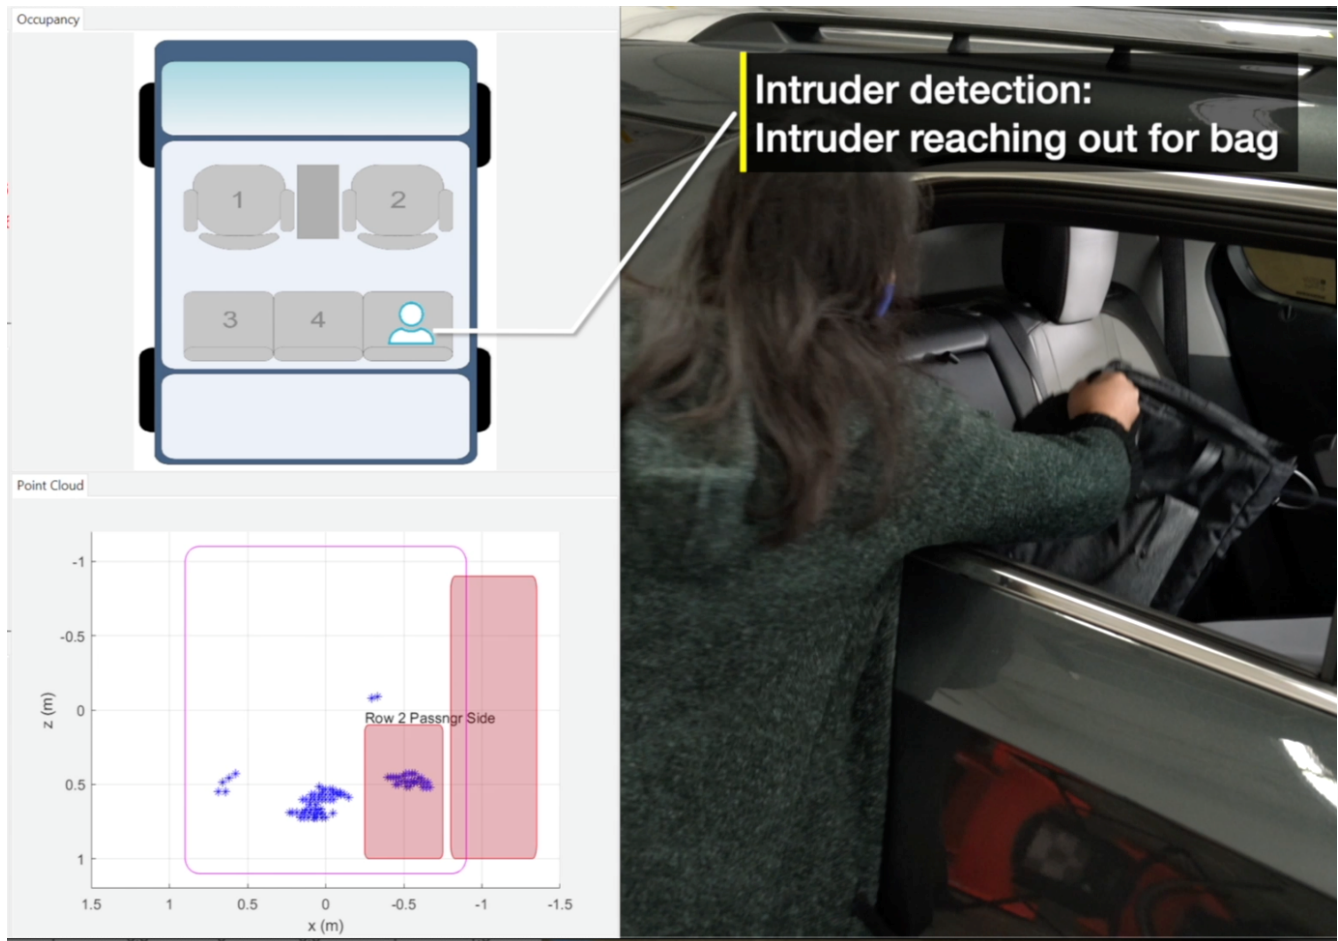 Occupancy
1
2
3
4
Intruder detection:
Intruder reaching out for bag
Point Cloud
-1
-0.5
0
0.5
1
z (m)
Row 2 Passngr Side
1.5
1
0.5
0
-0.5
-1
-1.5
x (m)